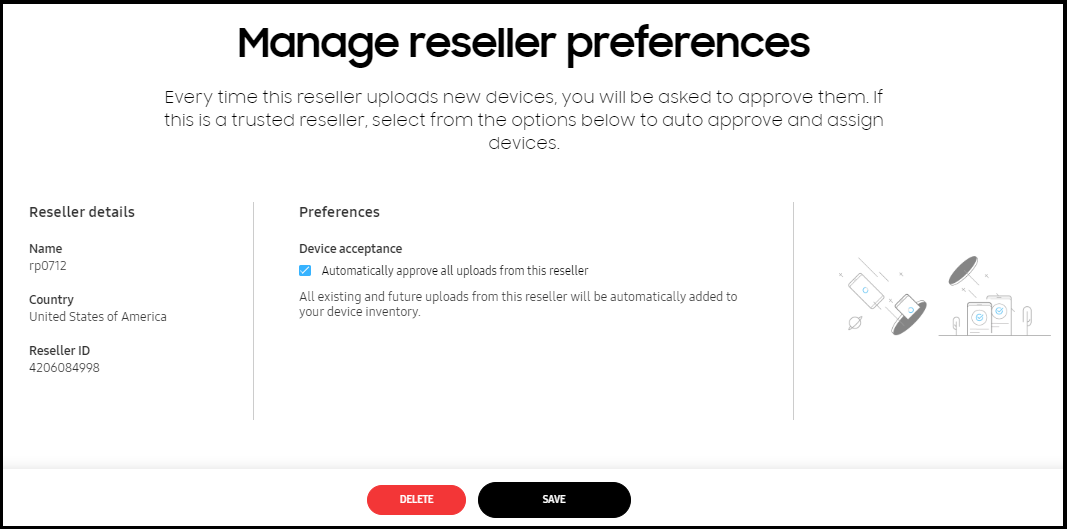 Manage reseller preferences
Every time this reseller uploads new devices, you will be asked to approve them. If
this is a trusted reseller, select from the options below to auto approve and assign
devices.
Reseller details
Name
rp0712
Country
United States of America
Reseller ID
4206084998
Preferences
Device acceptance
Automatically approve all uploads from this reseller
All existing and future uploads from this reseller will be automatically added to
your device inventory.
DELETE
SAVE